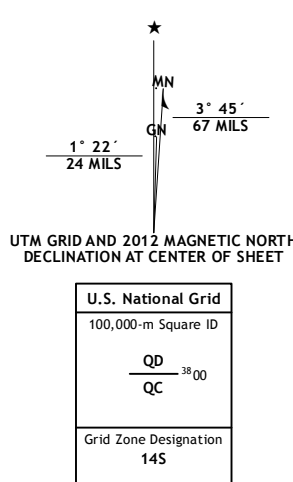 ★
MN
3° 45´
67 MILS
GN
1° 22´
24 MILS
UTM GRID AND 2012 MAGNETIC NORTH
DECLINATION AT CENTER OF SHEET
U.S. National Grid
100,000-m Square ID
QD
3800
QC
Grid Zone Designation
14S